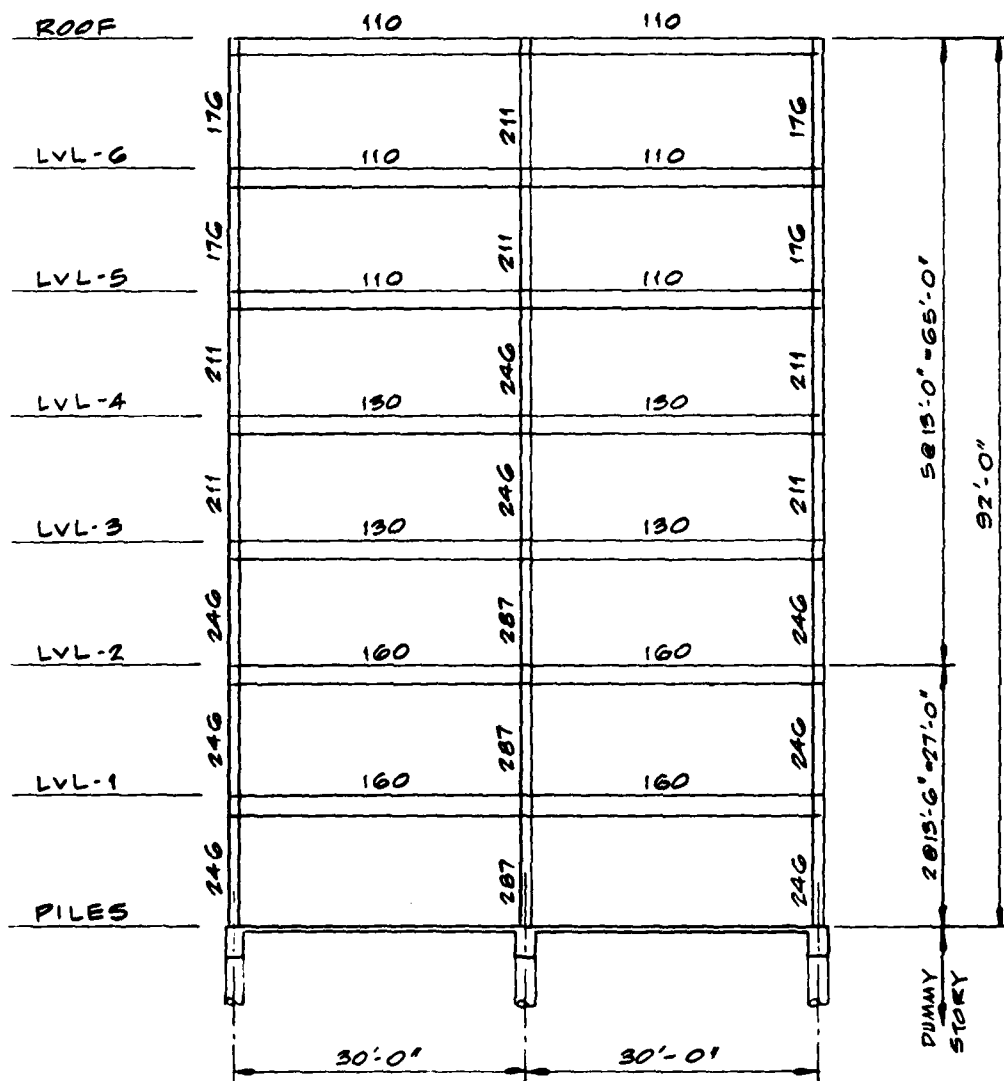 ROOF
110 110
176 211 176
LVL-6
110 110
176 211 176
LVL-5
110 110
211 246 211
LVL-4
130 130
211 246 211
LVL-3
130 130
246 287 246
LVL-2
160 160
246 287 246
LVL-1
160 160
246 287 246
PILES
5@13'-0"=65'-0"
92'-0"
2@13'-6"=27'-0"
DUMMY
STORY
30'-0" 30'-0"